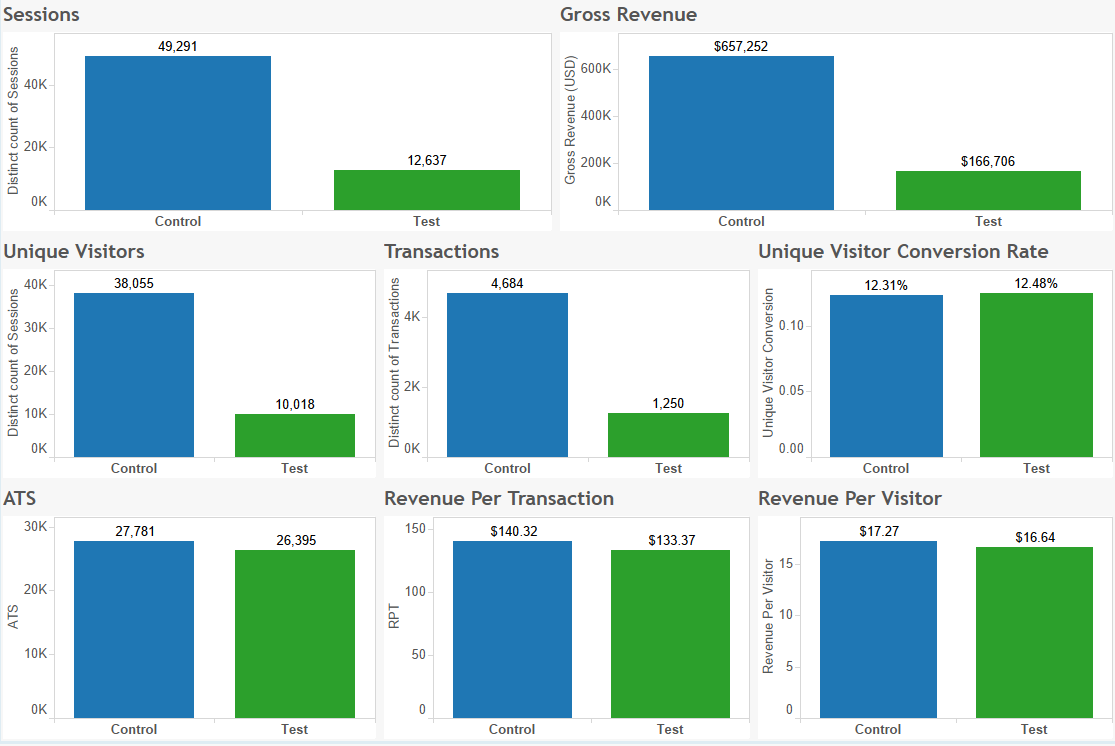 Sessions
Distinct count of Sessions
40K
20K
0K
49,291
12,637
Control
Test
Gross Revenue
Gross Revenue (USD)
600K
400K
200K
0K
$657,252
$166,706
Control
Test
Unique Visitors
Distinct count of Sessions
40K
30K
20K
10K
0K
38,055
10,018
Control
Test
Transactions
Distinct count of Transactions
4K
2K
0K
4,684
1,250
Control
Test
Unique Visitor Conversion Rate
Unique Visitor Conversion
0.10
0.05
0.00
12.31%
12.48%
Control
Test
ATS
ATS
30K
20K
10K
0K
27,781
26,395
Control
Test
Revenue Per Transaction
RPT
150
100
50
0
$140.32
$133.37
Control
Test
Revenue Per Visitor
Revenue Per Visitor
15
10
5
0
$17.27
$16.64
Control
Test